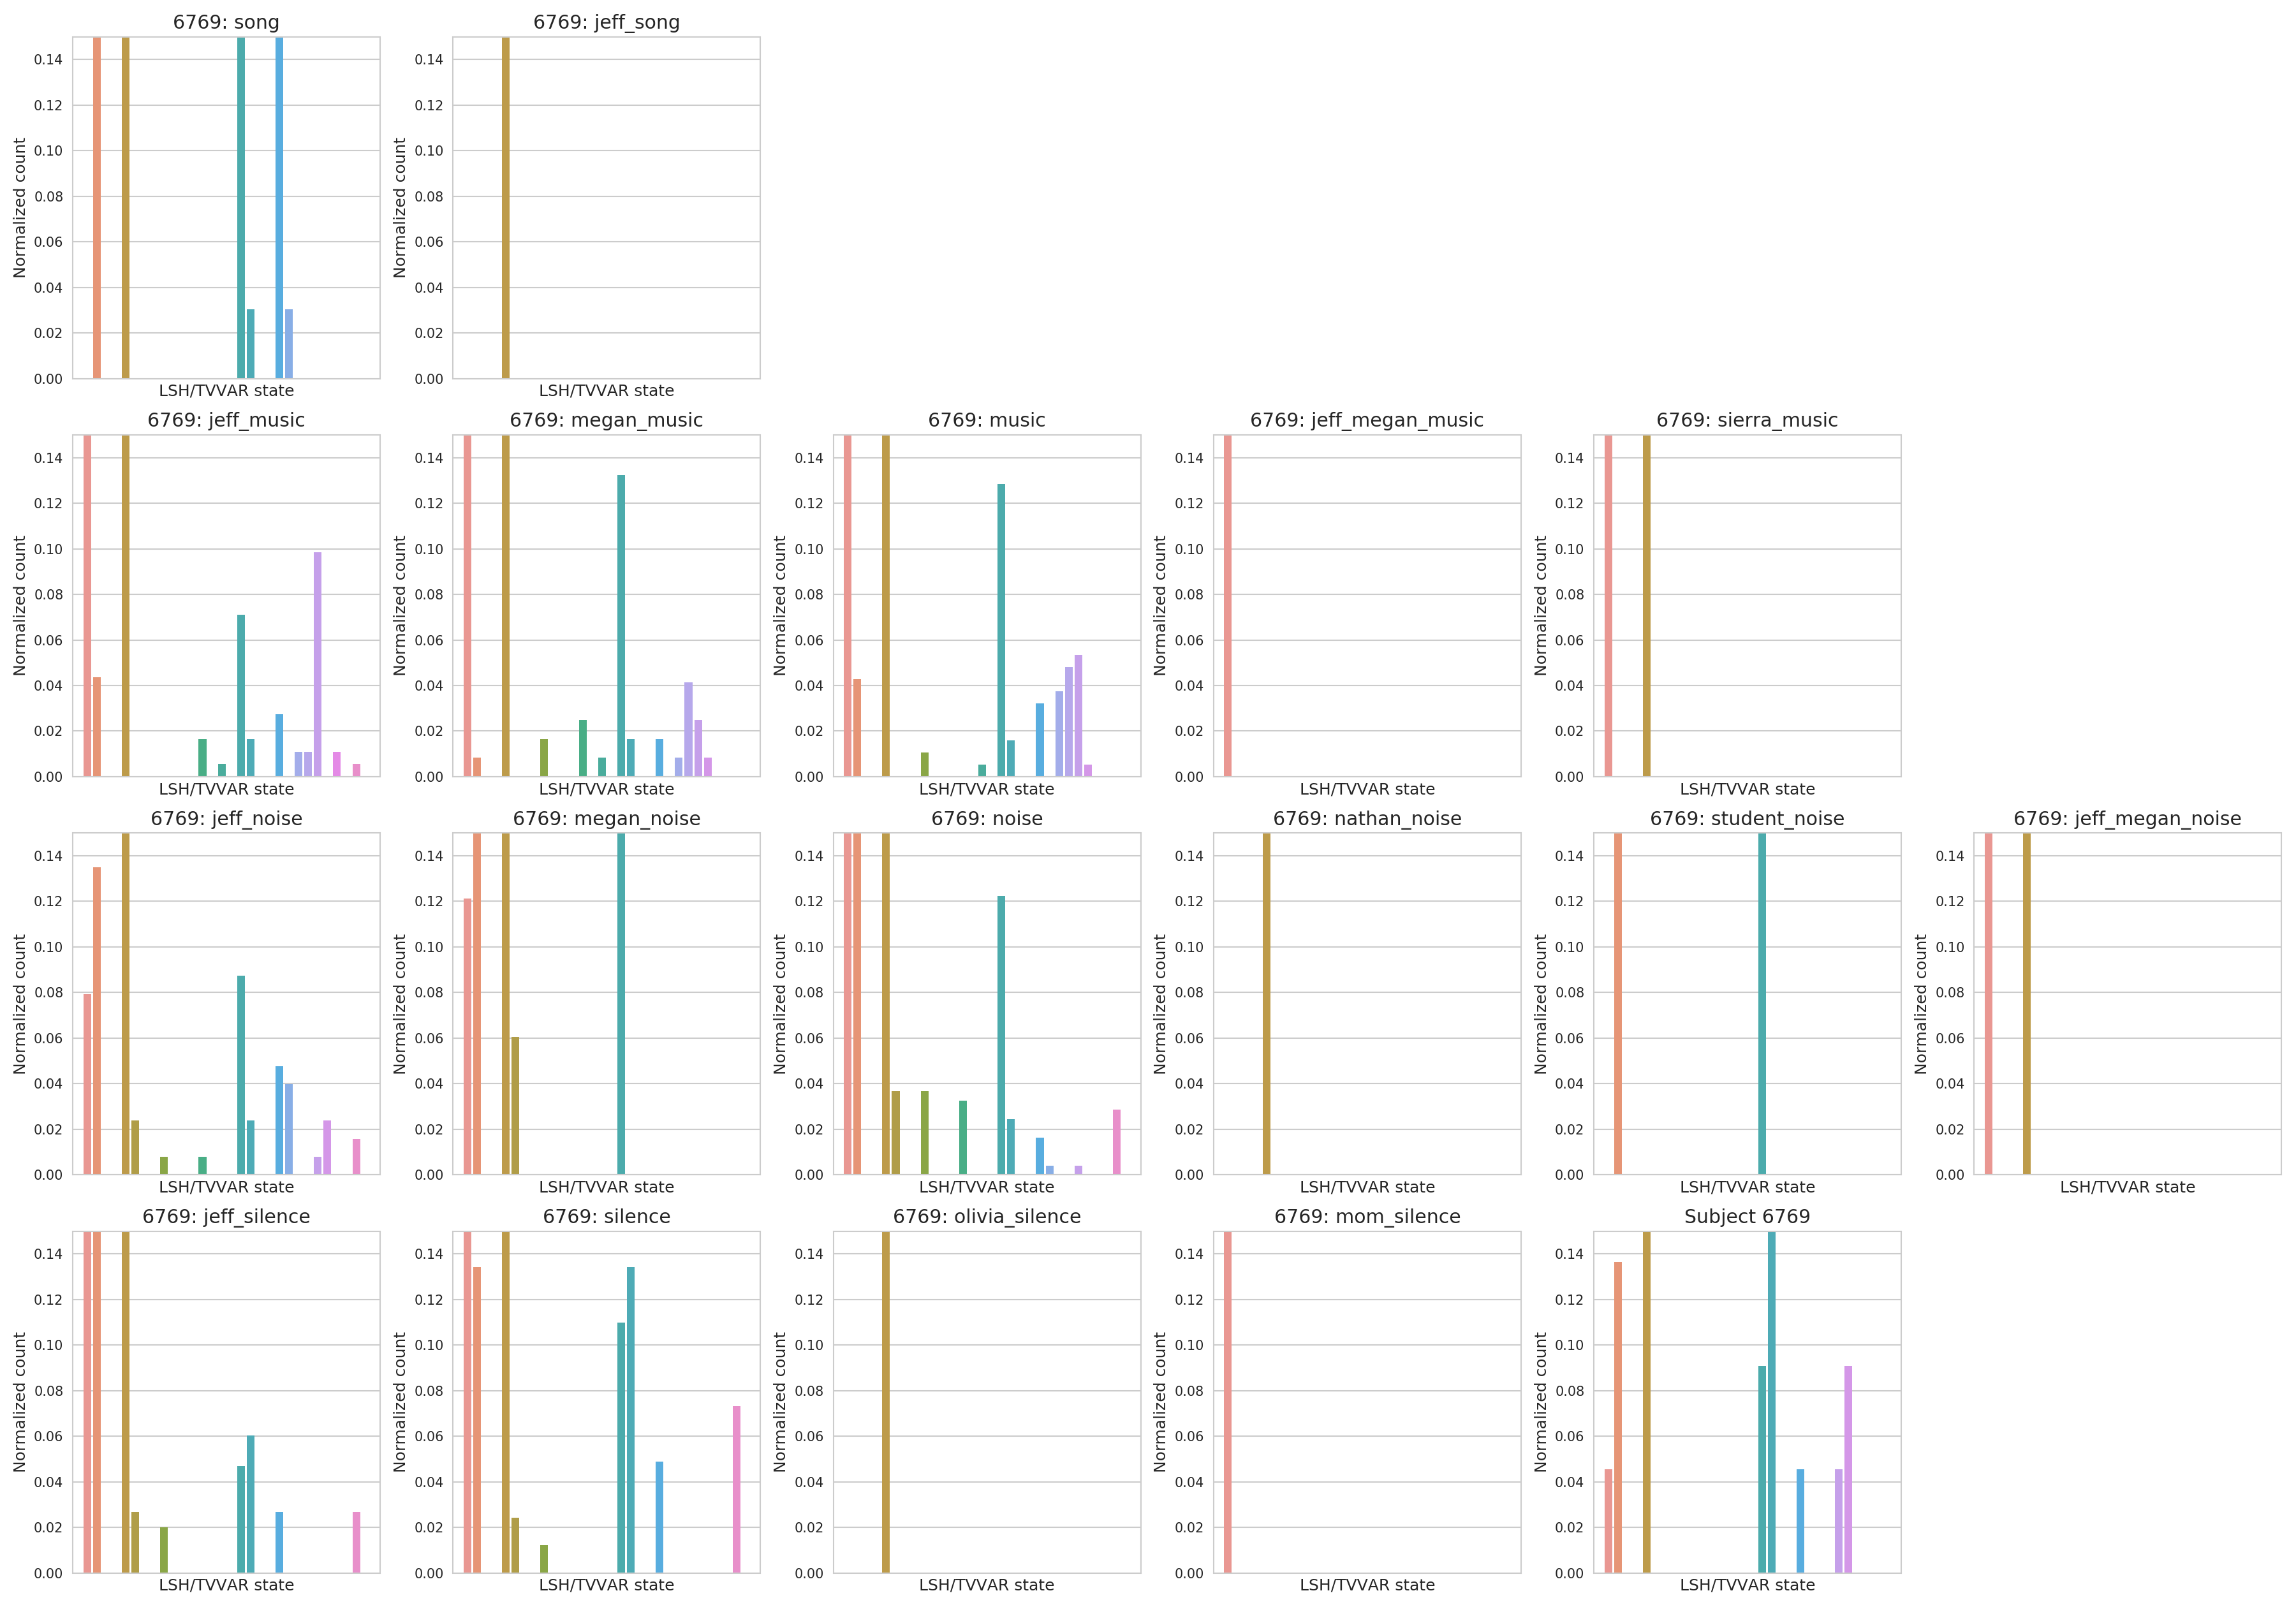 6769: song
0.14
0.12
0.10
0.08
0.06
0.04
0.02
0.00
Normalized count
LSH/TVVAR state
6769: jeff_song
0.14
0.12
0.10
0.08
0.06
0.04
0.02
0.00
Normalized count
LSH/TVVAR state
6769: jeff_music
0.14
0.12
0.10
0.08
0.06
0.04
0.02
0.00
Normalized count
LSH/TVVAR state
6769: megan_music
0.14
0.12
0.10
0.08
0.06
0.04
0.02
0.00
Normalized count
LSH/TVVAR state
6769: music
0.14
0.12
0.10
0.08
0.06
0.04
0.02
0.00
Normalized count
LSH/TVVAR state
6769: jeff_megan_music
0.14
0.12
0.10
0.08
0.06
0.04
0.02
0.00
Normalized count
LSH/TVVAR state
6769: sierra_music
0.14
0.12
0.10
0.08
0.06
0.04
0.02
0.00
Normalized count
LSH/TVVAR state
6769: jeff_noise
0.14
0.12
0.10
0.08
0.06
0.04
0.02
0.00
Normalized count
LSH/TVVAR state
6769: megan_noise
0.14
0.12
0.10
0.08
0.06
0.04
0.02
0.00
Normalized count
LSH/TVVAR state
6769: noise
0.14
0.12
0.10
0.08
0.06
0.04
0.02
0.00
Normalized count
LSH/TVVAR state
6769: nathan_noise
0.14
0.12
0.10
0.08
0.06
0.04
0.02
0.00
Normalized count
LSH/TVVAR state
6769: student_noise
0.14
0.12
0.10
0.08
0.06
0.04
0.02
0.00
Normalized count
LSH/TVVAR state
6769: jeff_megan_noise
0.14
0.12
0.10
0.08
0.06
0.04
0.02
0.00
Normalized count
LSH/TVVAR state
6769: jeff_silence
0.14
0.12
0.10
0.08
0.06
0.04
0.02
0.00
Normalized count
LSH/TVVAR state
6769: silence
0.14
0.12
0.10
0.08
0.06
0.04
0.02
0.00
Normalized count
LSH/TVVAR state
6769: olivia_silence
0.14
0.12
0.10
0.08
0.06
0.04
0.02
0.00
Normalized count
LSH/TVVAR state
6769: mom_silence
0.14
0.12
0.10
0.08
0.06
0.04
0.02
0.00
Normalized count
LSH/TVVAR state
Subject 6769
0.14
0.12
0.10
0.08
0.06
0.04
0.02
0.00
Normalized count
LSH/TVVAR state